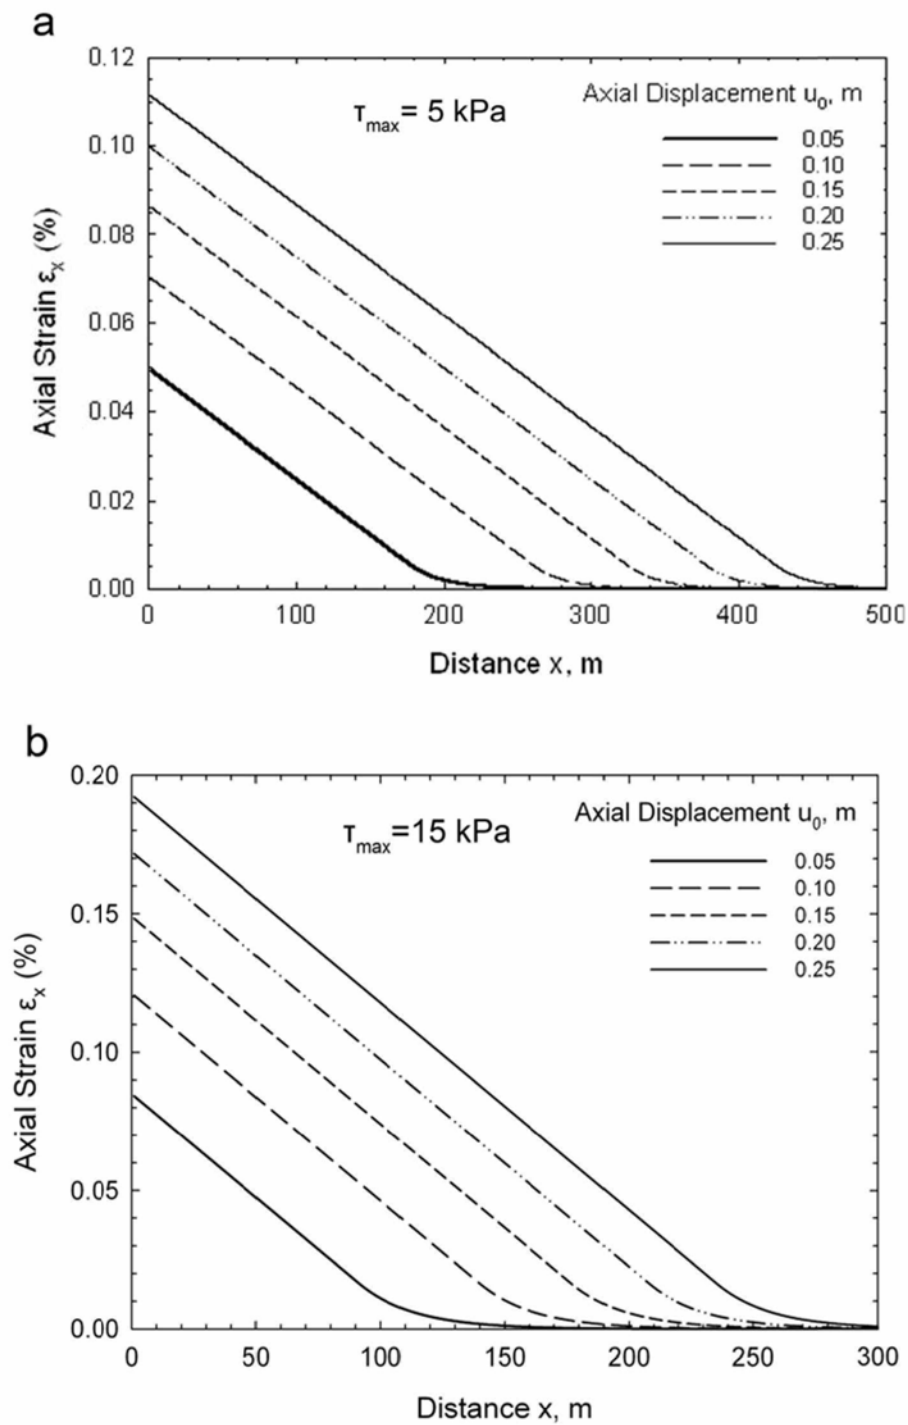 a
0.12
0.10
0.08
0.06
0.04
0.02
0.00
Axial Strain εₓ (%)
τₘₐₓ= 5 kPa
Axial Displacement u₀, m
0.05
0.10
0.15
0.20
0.25
0 100 200 300 400 500
Distance x, m
b
0.20
0.15
0.10
0.05
0.00
Axial Strain εₓ (%)
τₘₐₓ=15 kPa
Axial Displacement u₀, m
0.05
0.10
0.15
0.20
0.25
0 50 100 150 200 250 300
Distance x, m